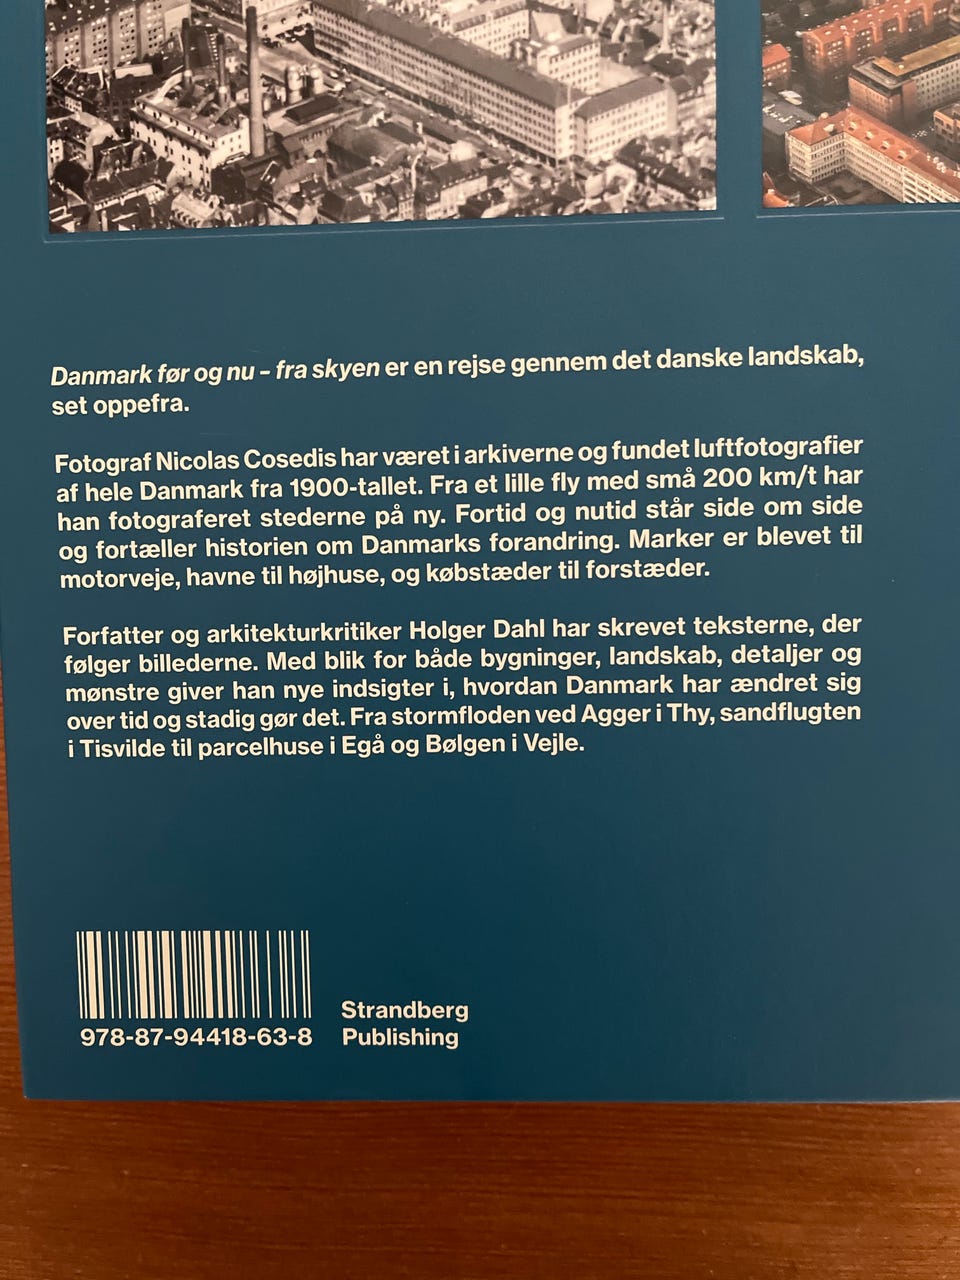 Danmark før og nu – fra skyen er en rejse gennem det danske landskab,
set oppefra.
Fotograf Nicolas Cosedis har været i arkiverne og fundet luftfotografier
af hele Danmark fra 1900-tallet. Fra et lille fly med små 200 km/t har
han fotograferet stederne på ny. Fortid og nutid står side om side
og fortæller historien om Danmarks forandring. Marker er blevet til
motorveje, havne til højhuse, og købstæder til forstæder.
Forfatter og arkitekturkritiker Holger Dahl har skrevet teksterne, der
følger billederne. Med blik for både bygninger, landskab, detaljer og
mønstre giver han nye indsigter i, hvordan Danmark har ændret sig
over tid og stadig gør det. Fra stormfloden ved Agger i Thy, sandflugten
i Tisvilde til parcelhuse i Egå og Bølgen i Vejle.
978-87-94418-63-8
Strandberg
Publishing